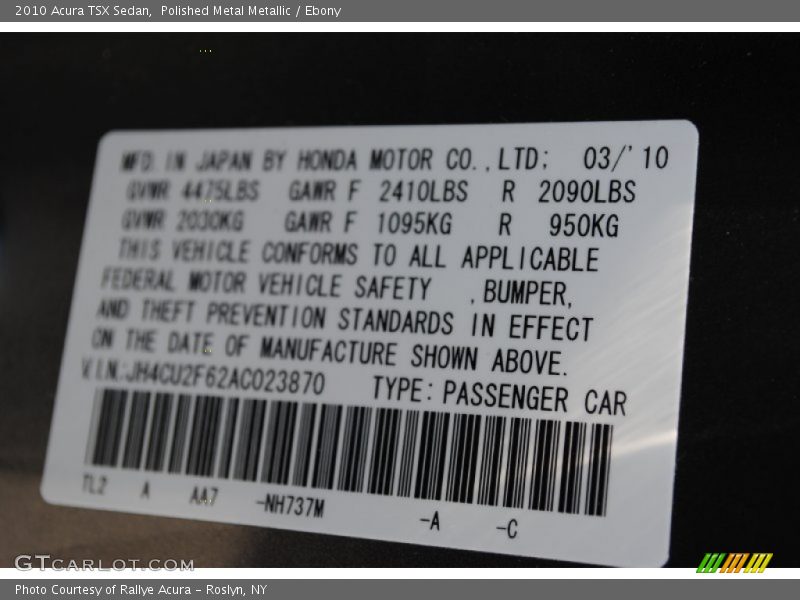 2010 Acura TSX Sedan, Polished Metal Metallic / Ebony
MFD. IN JAPAN BY HONDA MOTOR CO., LTD: 03/'10
GVWR 4475LBS GAWR F 2410LBS R 2090LBS
GVWR 2030KG GAWR F 1095KG R 950KG
THIS VEHICLE CONFORMS TO ALL APPLICABLE
FEDERAL MOTOR VEHICLE SAFETY , BUMPER,
AND THEFT PREVENTION STANDARDS IN EFFECT
ON THE DATE OF MANUFACTURE SHOWN ABOVE.
V.I.N.:JH4CU2F62AC023870 TYPE: PASSENGER CAR
TL2 A AA7 -NH737M -A -C
GTCARLOT.COM
Photo Courtesy of Rallye Acura – Roslyn, NY